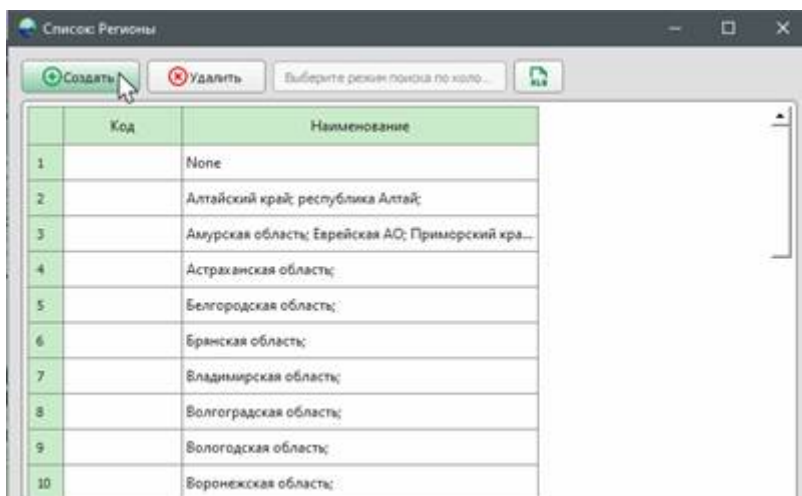 Список: Регионы
Создать Удалить Выберите режим поиска по коло... XLS
Код Наименование
1 None
2 Алтайский край; республика Алтай;
3 Амурская область; Еврейская АО; Приморский кра...
4 Астраханская область;
5 Белгородская область;
6 Брянская область;
7 Владимирская область;
8 Волгоградская область;
9 Вологодская область;
10 Воронежская область;